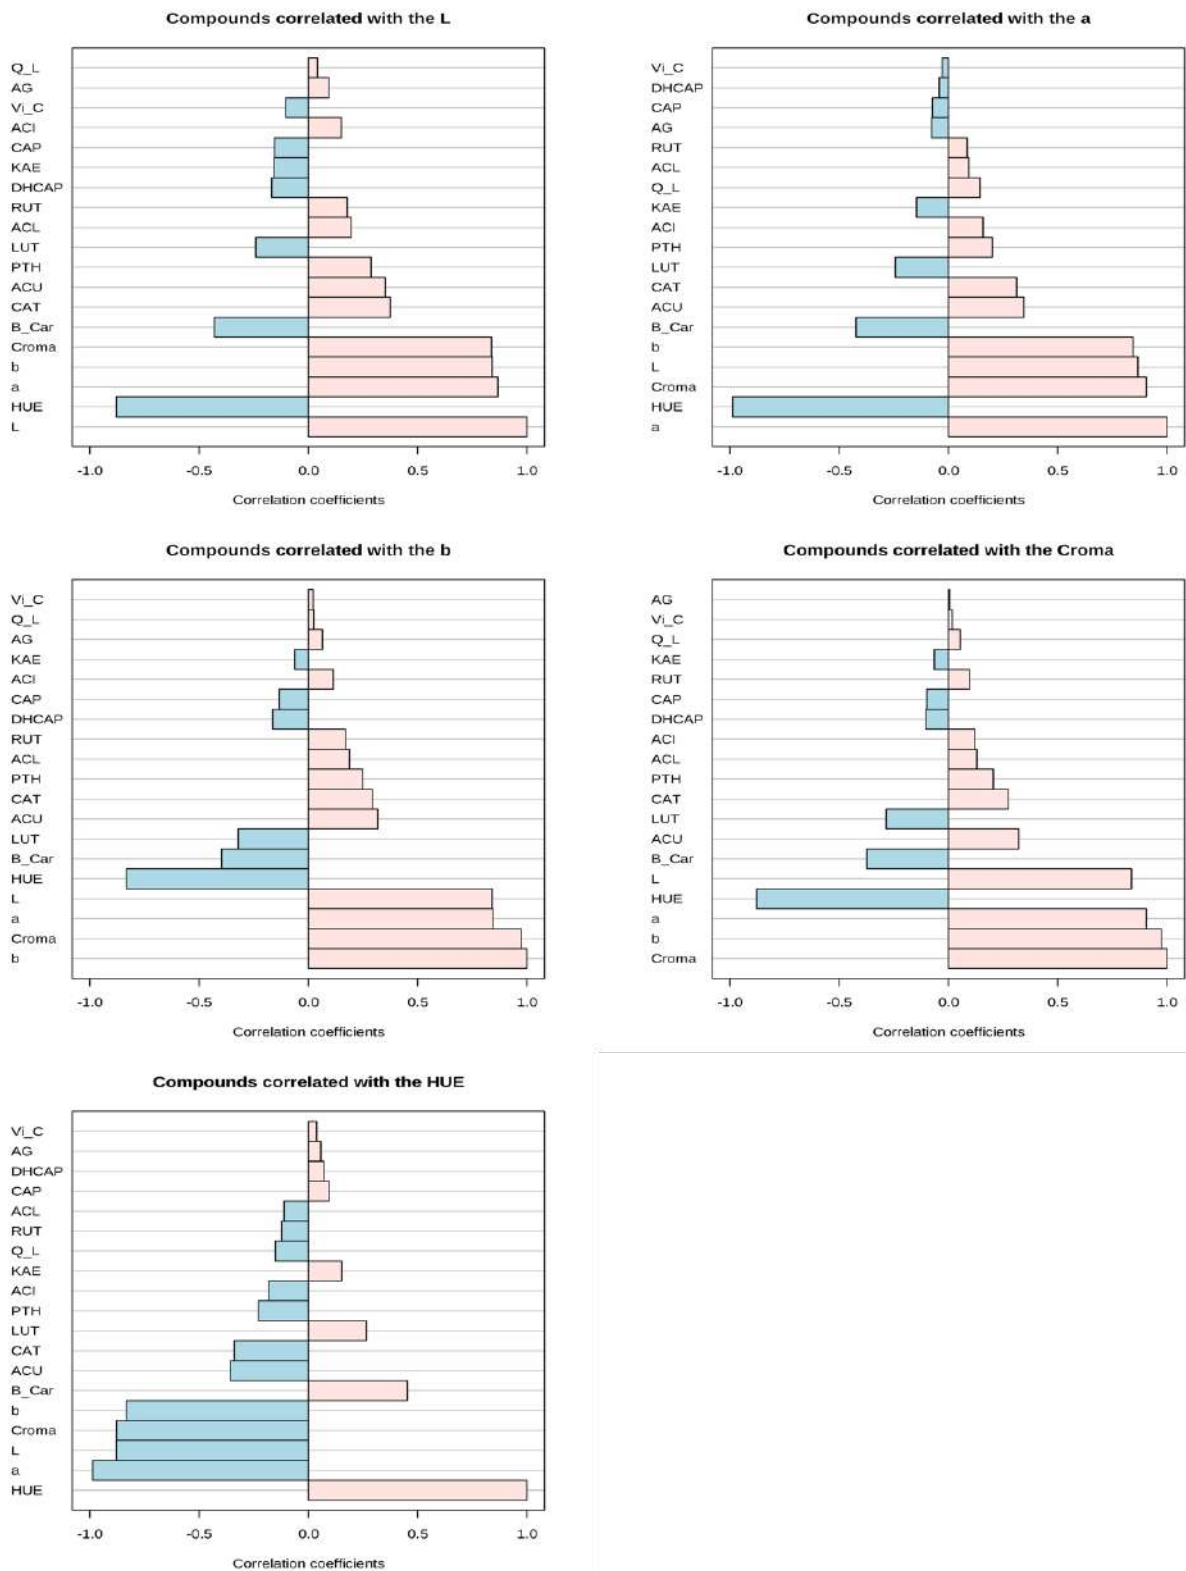 Compounds correlated with the L
Q_L
AG
Vi_C
ACI
CAP
KAE
DHCAP
RUT
ACL
LUT
PTH
ACU
CAT
B_Car
Croma
b
a
HUE
L
-1.0 -0.5 0.0 0.5 1.0
Correlation coefficients
Compounds correlated with the a
Vi_C
DHCAP
CAP
AG
RUT
ACL
Q_L
KAE
ACI
PTH
LUT
CAT
ACU
B_Car
b
L
Croma
HUE
a
-1.0 -0.5 0.0 0.5 1.0
Correlation coefficients
Compounds correlated with the b
Vi_C
Q_L
AG
KAE
ACI
CAP
DHCAP
RUT
ACL
PTH
CAT
ACU
LUT
B_Car
HUE
L
a
Croma
b
-1.0 -0.5 0.0 0.5 1.0
Correlation coefficients
Compounds correlated with the Croma
AG
Vi_C
Q_L
KAE
RUT
CAP
DHCAP
ACI
ACL
PTH
CAT
LUT
ACU
B_Car
L
HUE
a
b
Croma
-1.0 -0.5 0.0 0.5 1.0
Correlation coefficients
Compounds correlated with the HUE
Vi_C
AG
DHCAP
CAP
ACL
RUT
Q_L
KAE
ACI
PTH
LUT
CAT
ACU
B_Car
b
Croma
L
a
HUE
-1.0 -0.5 0.0 0.5 1.0
Correlation coefficients